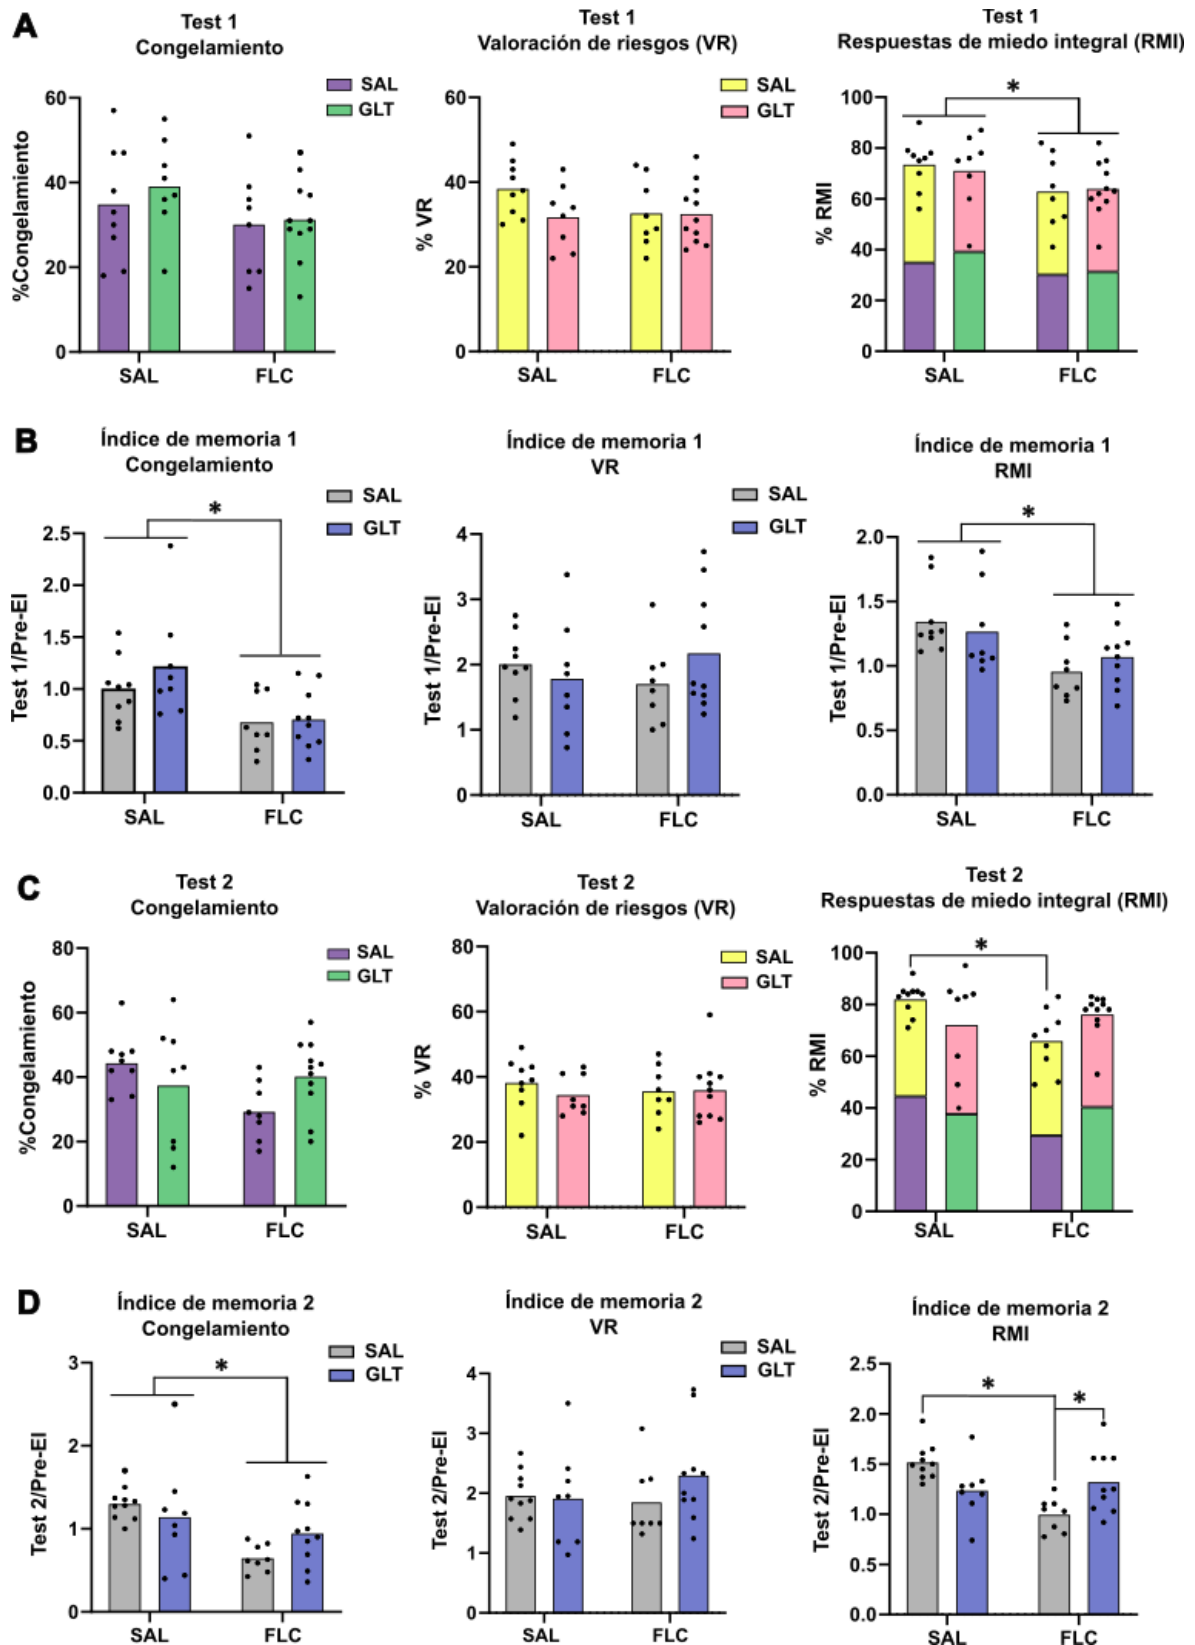 A
Test 1
Congelamiento
SAL
GLT
%Congelamiento
60
40
20
0
SAL
FLC
Test 1
Valoración de riesgos (VR)
SAL
GLT
% VR
60
40
20
0
SAL
FLC
Test 1
Respuestas de miedo integral (RMI)
*
% RMI
100
80
60
40
20
0
SAL
FLC
B
Índice de memoria 1
Congelamiento
SAL
GLT
*
Test 1/Pre-EI
2.5
2.0
1.5
1.0
0.5
0.0
SAL
FLC
Índice de memoria 1
VR
SAL
GLT
Test 1/Pre-EI
4
3
2
1
0
SAL
FLC
Índice de memoria 1
RMI
*
Test 1/Pre-EI
2.0
1.5
1.0
0.5
0.0
SAL
FLC
C
Test 2
Congelamiento
SAL
GLT
%Congelamiento
80
60
40
20
0
SAL
FLC
Test 2
Valoración de riesgos (VR)
SAL
GLT
% VR
80
60
40
20
0
SAL
FLC
Test 2
Respuestas de miedo integral (RMI)
*
% RMI
100
80
60
40
20
0
SAL
FLC
D
Índice de memoria 2
Congelamiento
SAL
GLT
*
Test 2/Pre-EI
3
2
1
0
SAL
FLC
Índice de memoria 2
VR
SAL
GLT
Test 2/Pre-EI
4
3
2
1
0
SAL
FLC
Índice de memoria 2
RMI
*
*
Test 2/Pre-EI
2.5
2.0
1.5
1.0
0.5
0.0
SAL
FLC